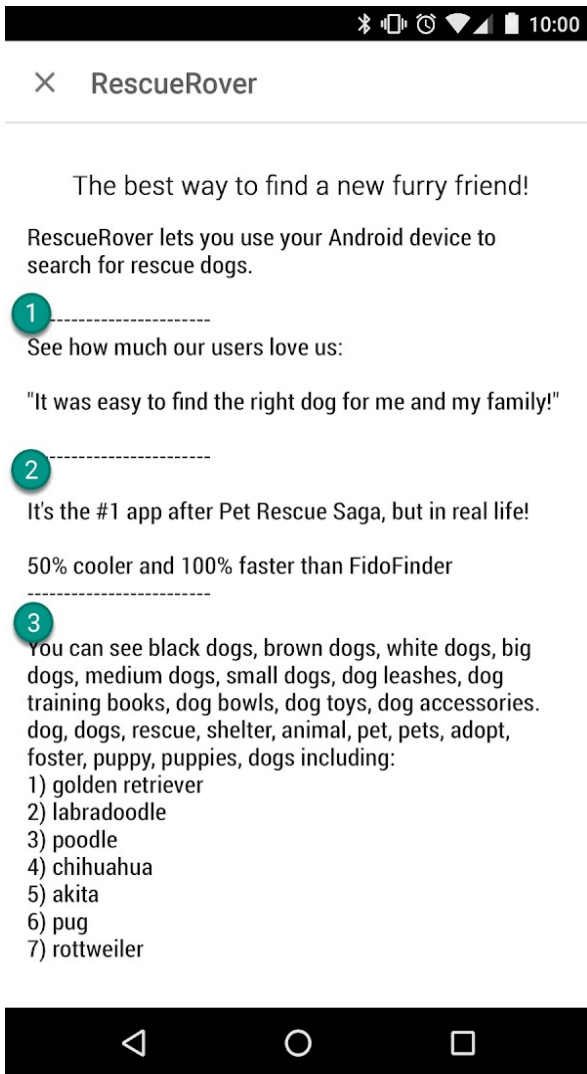 10:00
RescueRover
The best way to find a new furry friend!
RescueRover lets you use your Android device to
search for rescue dogs.
1 ----------------------
See how much our users love us:
"It was easy to find the right dog for me and my family!"
2 ----------------------
It's the #1 app after Pet Rescue Saga, but in real life!
50% cooler and 100% faster than FidoFinder
-------------------------
3
You can see black dogs, brown dogs, white dogs, big
dogs, medium dogs, small dogs, dog leashes, dog
training books, dog bowls, dog toys, dog accessories.
dog, dogs, rescue, shelter, animal, pet, pets, adopt,
foster, puppy, puppies, dogs including:
1) golden retriever
2) labradoodle
3) poodle
4) chihuahua
5) akita
6) pug
7) rottweiler